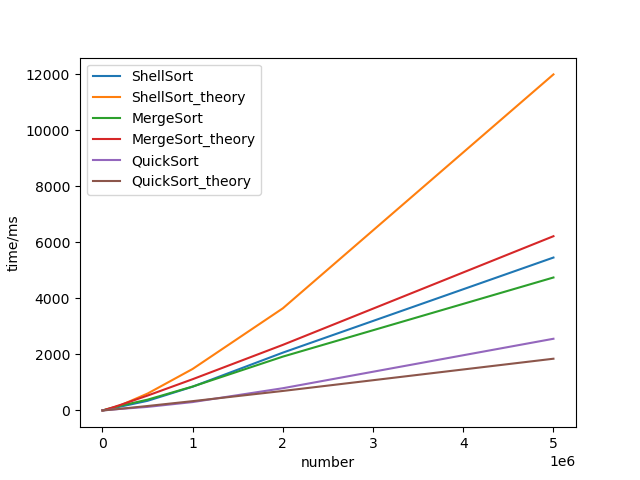 12000
10000
8000
6000
4000
2000
0
time/ms
ShellSort
ShellSort_theory
MergeSort
MergeSort_theory
QuickSort
QuickSort_theory
0 1 2 3 4 5
1e6
number